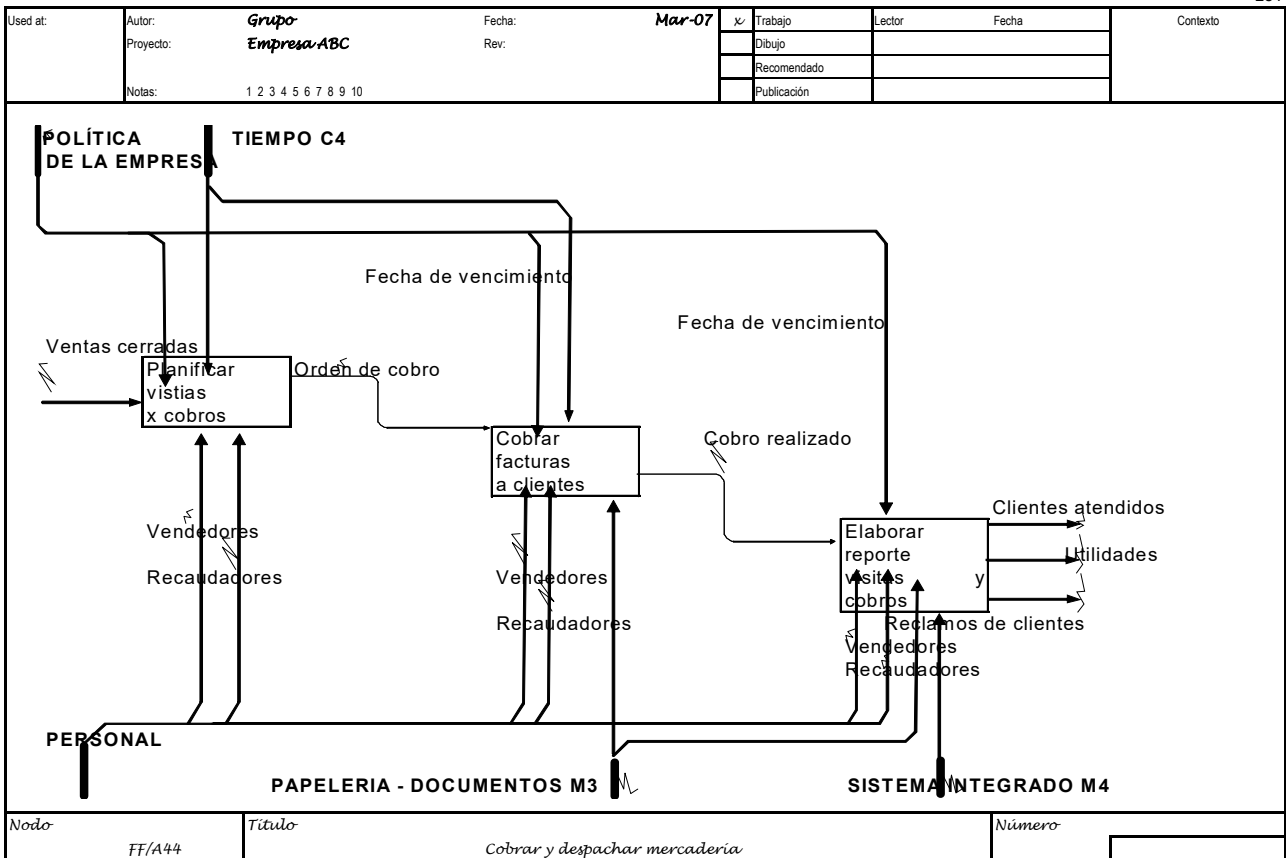 Used at: Autor: Grupo Fecha: Mar-07 x Trabajo Lector Fecha Contexto
Proyecto: Empresa ABC Rev: Dibujo
Recomendado
Notas: 1 2 3 4 5 6 7 8 9 10 Publicación
POLÍTICA
DE LA EMPRESA
TIEMPO C4
Fecha de vencimiento
Fecha de vencimiento
Ventas cerradas
Planificar
vistias
x cobros
Orden de cobro
Cobrar
facturas
a clientes
Cobro realizado
Clientes atendidos
Elaborar
reporte
visitas y
cobros
Utilidades
Reclamos de clientes
Vendedores
Recaudadores
Vendedores
Recaudadores
Vendedores
Recaudadores
PERSONAL
PAPELERIA - DOCUMENTOS M3
SISTEMA INTEGRADO M4
Nodo Título Número
FF/A44 Cobrar y despachar mercadería